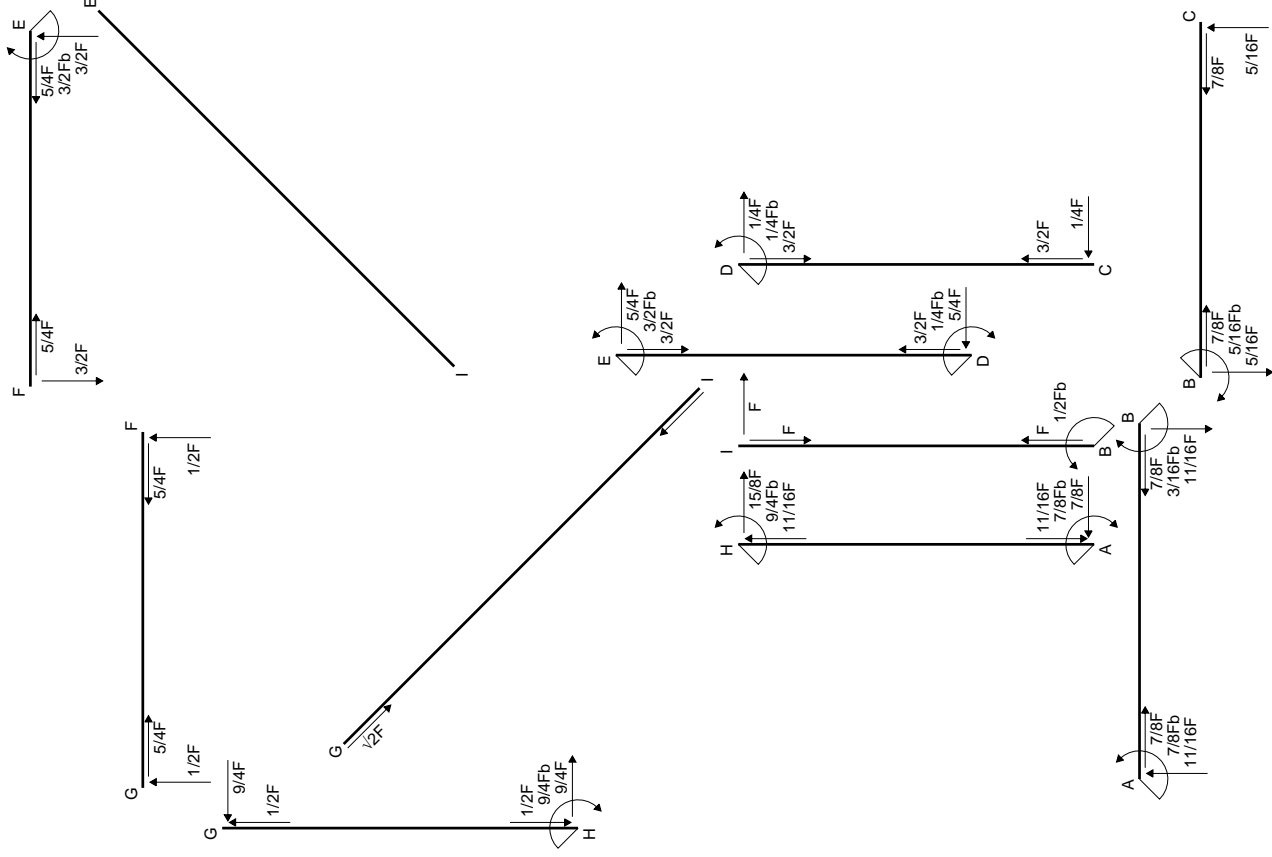 E
5/4F
3/2Fb
3/2F
F
5/4F
3/2F
I
F
5/4F
1/2F
G
5/4F
1/2F
G
√2F
I
G
9/4F
1/2F
H
1/2F
9/4Fb
9/4F
E
5/4F
3/2Fb
3/2F
D
3/2F
1/4Fb
5/4F
D
1/4F
1/4Fb
3/2F
C
3/2F
1/4F
I
F
F
B
F
1/2Fb
H
15/8F
9/4Fb
11/16F
A
11/16F
7/8Fb
7/8F
A
7/8F
7/8Fb
11/16F
B
7/8F
3/16Fb
11/16F
B
7/8F
5/16Fb
5/16F
C
7/8F
5/16F